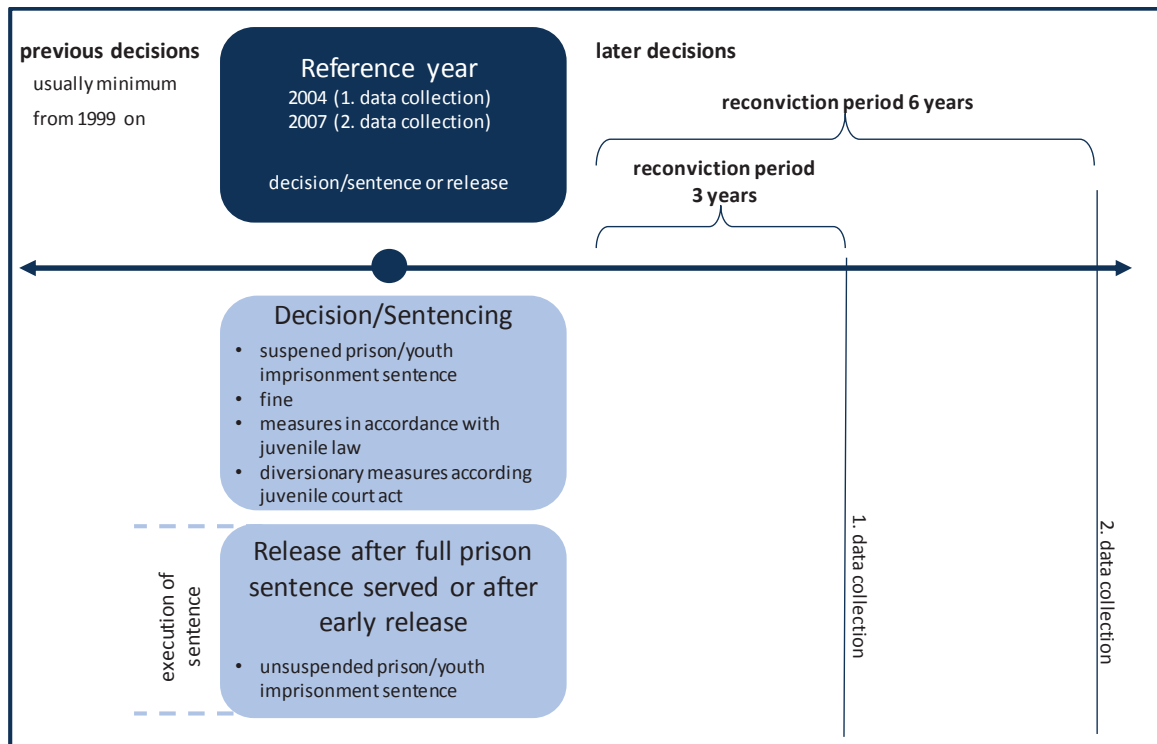 previous decisions
usually minimum
from 1999 on
Reference year
2004 (1. data collection)
2007 (2. data collection)
decision/sentence or release
later decisions
reconviction period 6 years
reconviction period
3 years
Decision/Sentencing
• suspened prison/youth
imprisonment sentence
• fine
• measures in accordance with
juvenile law
• diversionary measures according
juvenile court act
execution of
sentence
Release after full prison
sentence served or after
early release
• unsuspended prison/youth
imprisonment sentence
1. data collection
2. data collection